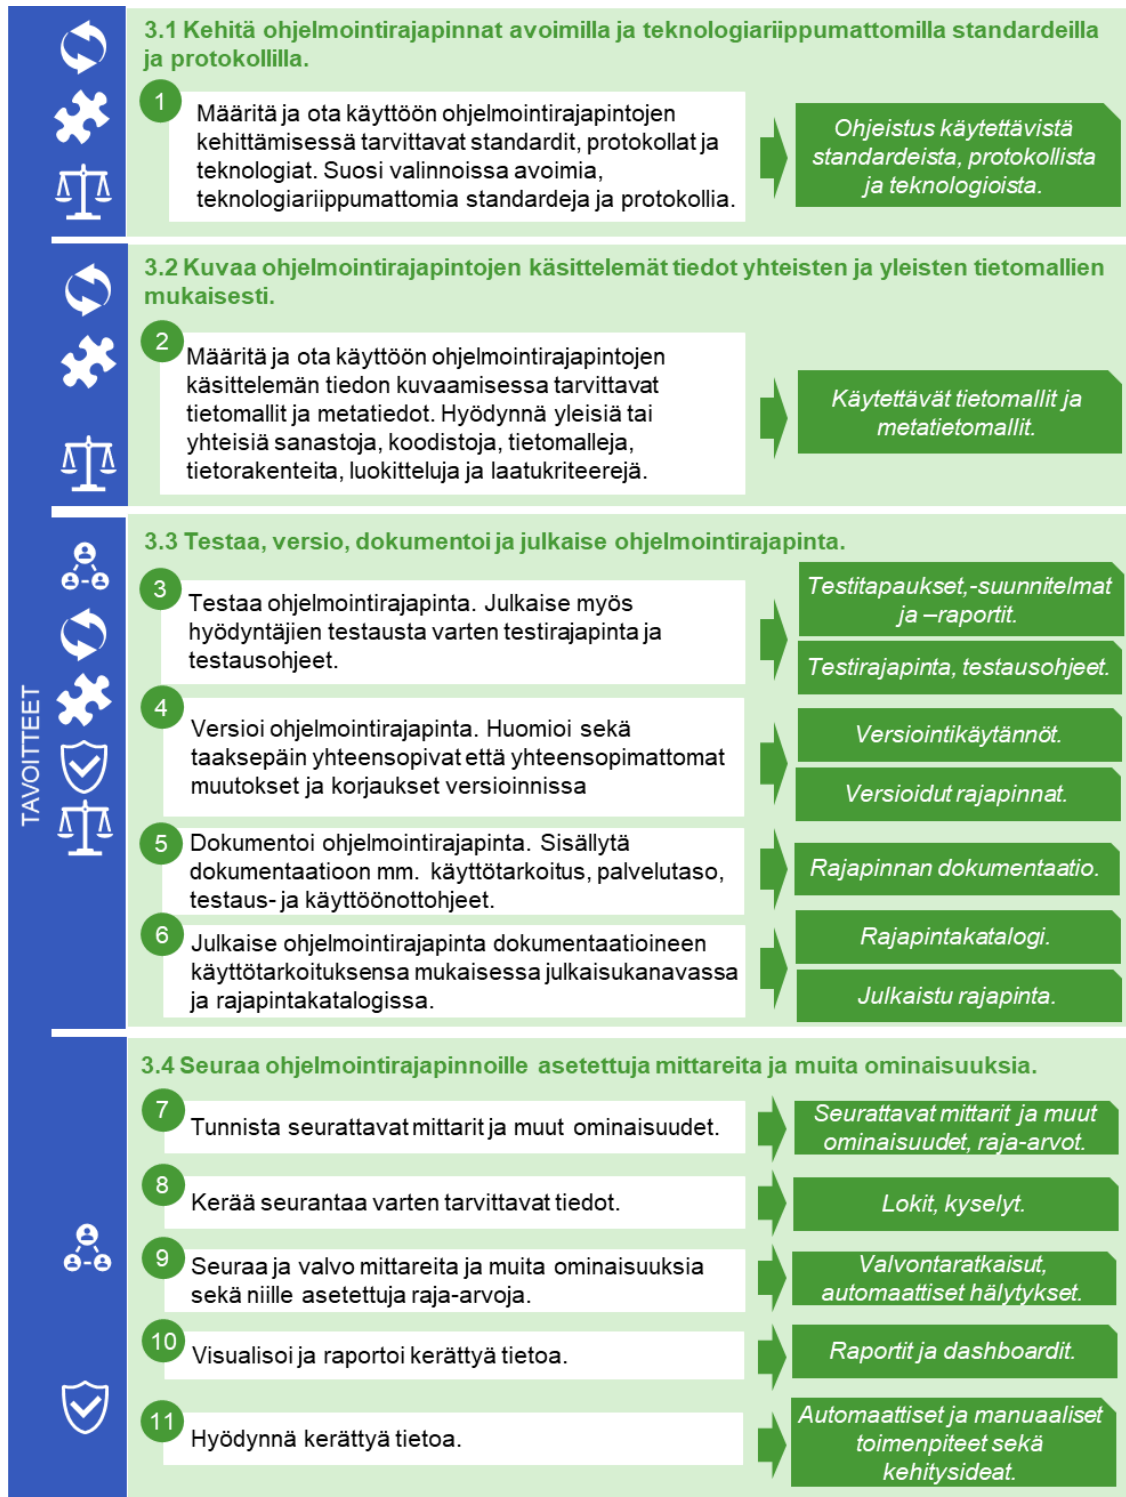 TAVOITTEET
3.1 Kehitä ohjelmointirajapinnat avoimilla ja teknologiariippumattomilla standardeilla
ja protokollilla.
1
Määritä ja ota käyttöön ohjelmointirajapintojen
kehittämisessä tarvittavat standardit, protokollat ja
teknologiat. Suosi valinnoissa avoimia,
teknologiariippumattomia standardeja ja protokollia.
Ohjeistus käytettävistä
standardeista, protokollista
ja teknologioista.
3.2 Kuvaa ohjelmointirajapintojen käsittelemät tiedot yhteisten ja yleisten tietomallien
mukaisesti.
2
Määritä ja ota käyttöön ohjelmointirajapintojen
käsittelemän tiedon kuvaamisessa tarvittavat
tietomallit ja metatiedot. Hyödynnä yleisiä tai
yhteisiä sanastoja, koodistoja, tietomalleja,
tietorakenteita, luokitteluja ja laatukriteerejä.
Käytettävät tietomallit ja
metatietomallit.
3.3 Testaa, versio, dokumentoi ja julkaise ohjelmointirajapinta.
3
Testaa ohjelmointirajapinta. Julkaise myös
hyödyntäjien testausta varten testirajapinta ja
testausohjeet.
Testitapaukset,-suunnitelmat
ja –raportit.
Testirajapinta, testausohjeet.
4
Versioi ohjelmointirajapinta. Huomioi sekä
taaksepäin yhteensopivat että yhteensopimattomat
muutokset ja korjaukset versioinnissa
Versiointikäytännöt.
Versioidut rajapinnat.
5
Dokumentoi ohjelmointirajapinta. Sisällytä
dokumentaatioon mm. käyttötarkoitus, palvelutaso,
testaus- ja käyttöönottohjeet.
Rajapinnan dokumentaatio.
6
Julkaise ohjelmointirajapinta dokumentaatioineen
käyttötarkoituksensa mukaisessa julkaisukanavassa
ja rajapintakatalogissa.
Rajapintakatalogi.
Julkaistu rajapinta.
3.4 Seuraa ohjelmointirajapinnoille asetettuja mittareita ja muita ominaisuuksia.
7
Tunnista seurattavat mittarit ja muut ominaisuudet.
Seurattavat mittarit ja muut
ominaisuudet, raja-arvot.
8
Kerää seurantaa varten tarvittavat tiedot.
Lokit, kyselyt.
9
Seuraa ja valvo mittareita ja muita ominaisuuksia
sekä niille asetettuja raja-arvoja.
Valvontaratkaisut,
automaattiset hälytykset.
10
Visualisoi ja raportoi kerättyä tietoa.
Raportit ja dashboardit.
11
Hyödynnä kerättyä tietoa.
Automaattiset ja manuaaliset
toimenpiteet sekä
kehitysideat.